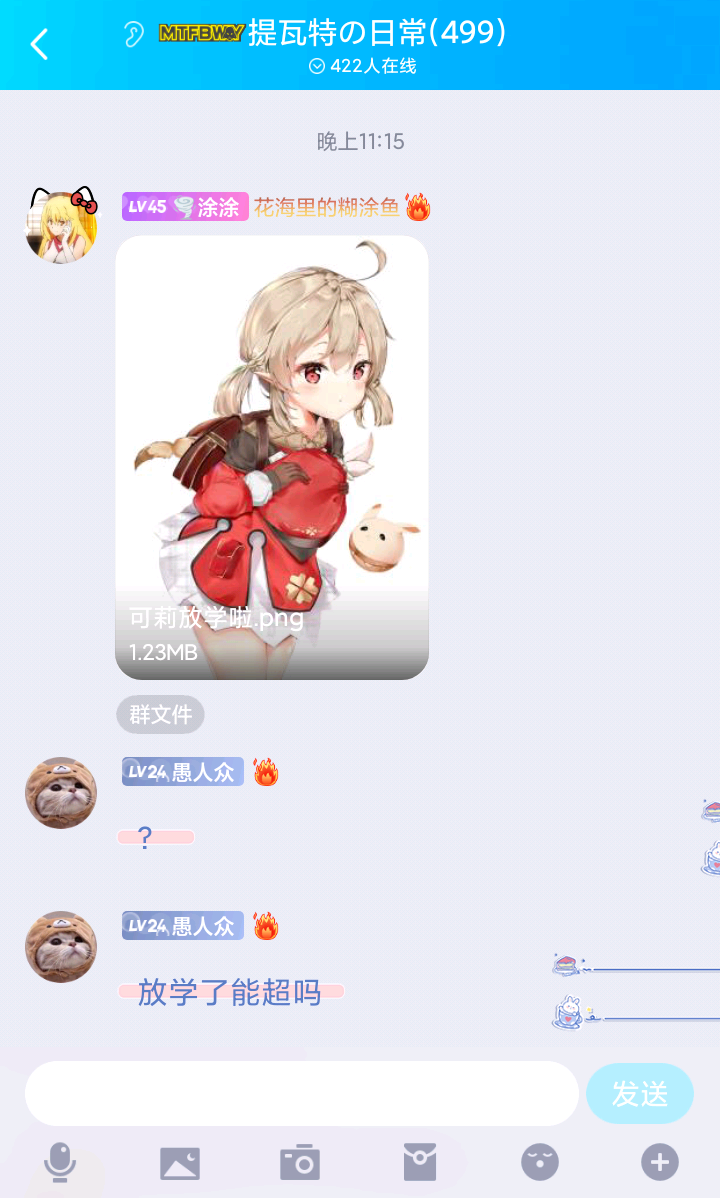 MTFBWY提瓦特の日常(499)
422人在线
晚上11:15
LV45 涂涂 花海里的糊涂鱼
可莉放学啦.png
1.23MB
群文件
LV24 愚人众
?
LV24 愚人众
放学了能超吗
发送